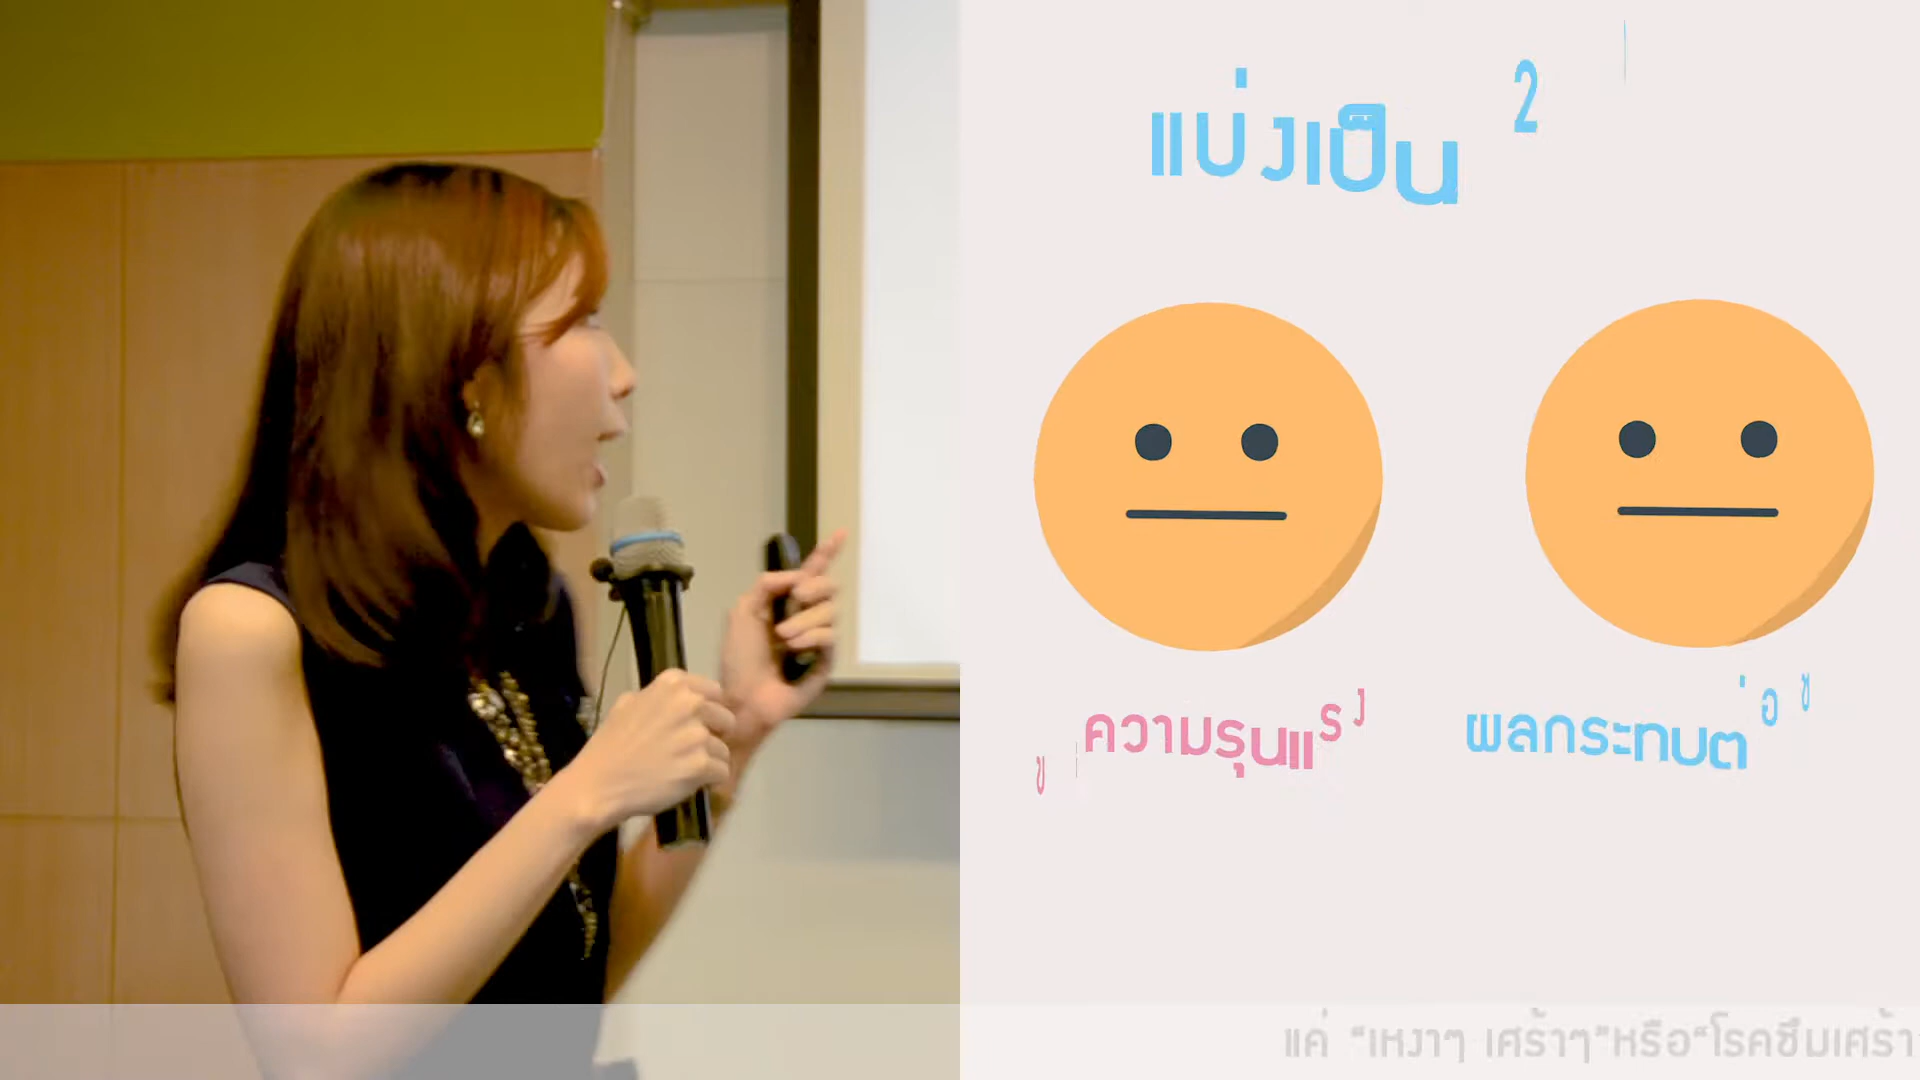 แบ่งเป็น 2
ความรุนแรง
ผลกระทบต่อช
แค่ "เหงาๆ เศร้าๆ"หรือ"โรคซึมเศร้า